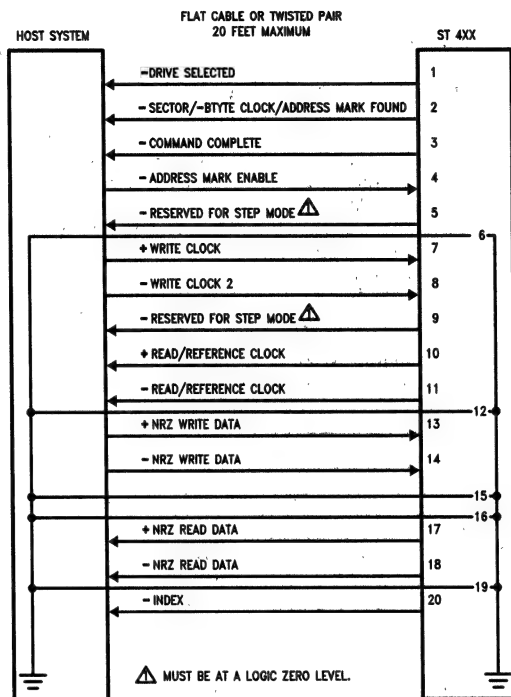 FLAT CABLE OR TWISTED PAIR
20 FEET MAXIMUM
HOST SYSTEM
ST 4XX
-DRIVE SELECTED 1
- SECTOR/-BTYTE CLOCK/ADDRESS MARK FOUND 2
- COMMAND COMPLETE 3
- ADDRESS MARK ENABLE 4
- RESERVED FOR STEP MODE ⚠ 5
6
+ WRITE CLOCK 7
- WRITE CLOCK 2 8
- RESERVED FOR STEP MODE ⚠ 9
+ READ/REFERENCE CLOCK 10
- READ/REFERENCE CLOCK 11
12
+ NRZ WRITE DATA 13
- NRZ WRITE DATA 14
15
16
+ NRZ READ DATA 17
- NRZ READ DATA 18
19
- INDEX 20
⚠ MUST BE AT A LOGIC ZERO LEVEL.